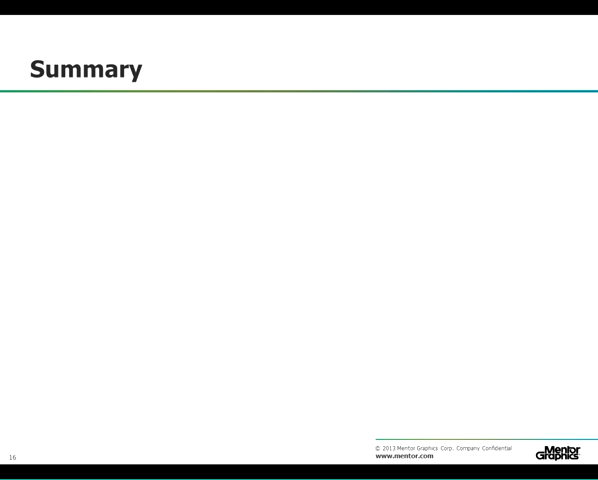 Summary
© 2013 Mentor Graphics Corp. Company Confidential
www.mentor.com
Mentor
Graphics
16